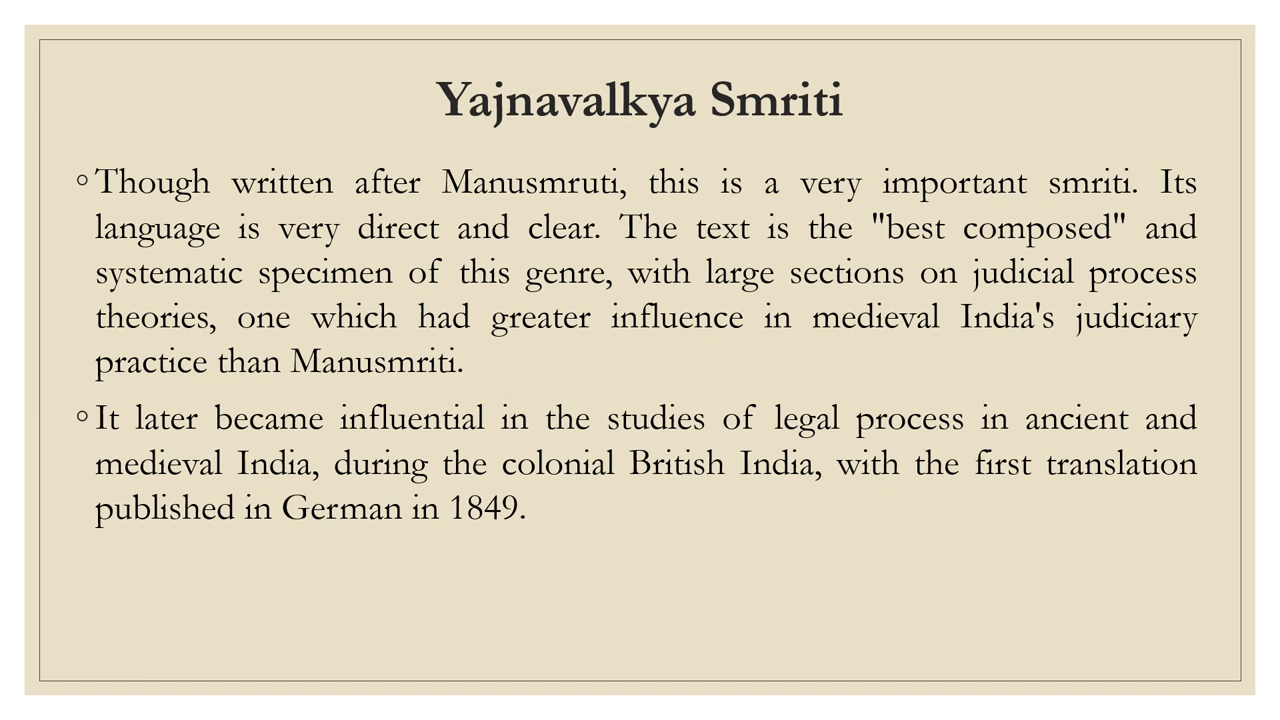 Yajnavalkya Smriti
◦ Though written after Manusmruti, this is a very important smriti. Its
language is very direct and clear. The text is the "best composed" and
systematic specimen of this genre, with large sections on judicial process
theories, one which had greater influence in medieval India's judiciary
practice than Manusmriti.
◦ It later became influential in the studies of legal process in ancient and
medieval India, during the colonial British India, with the first translation
published in German in 1849.